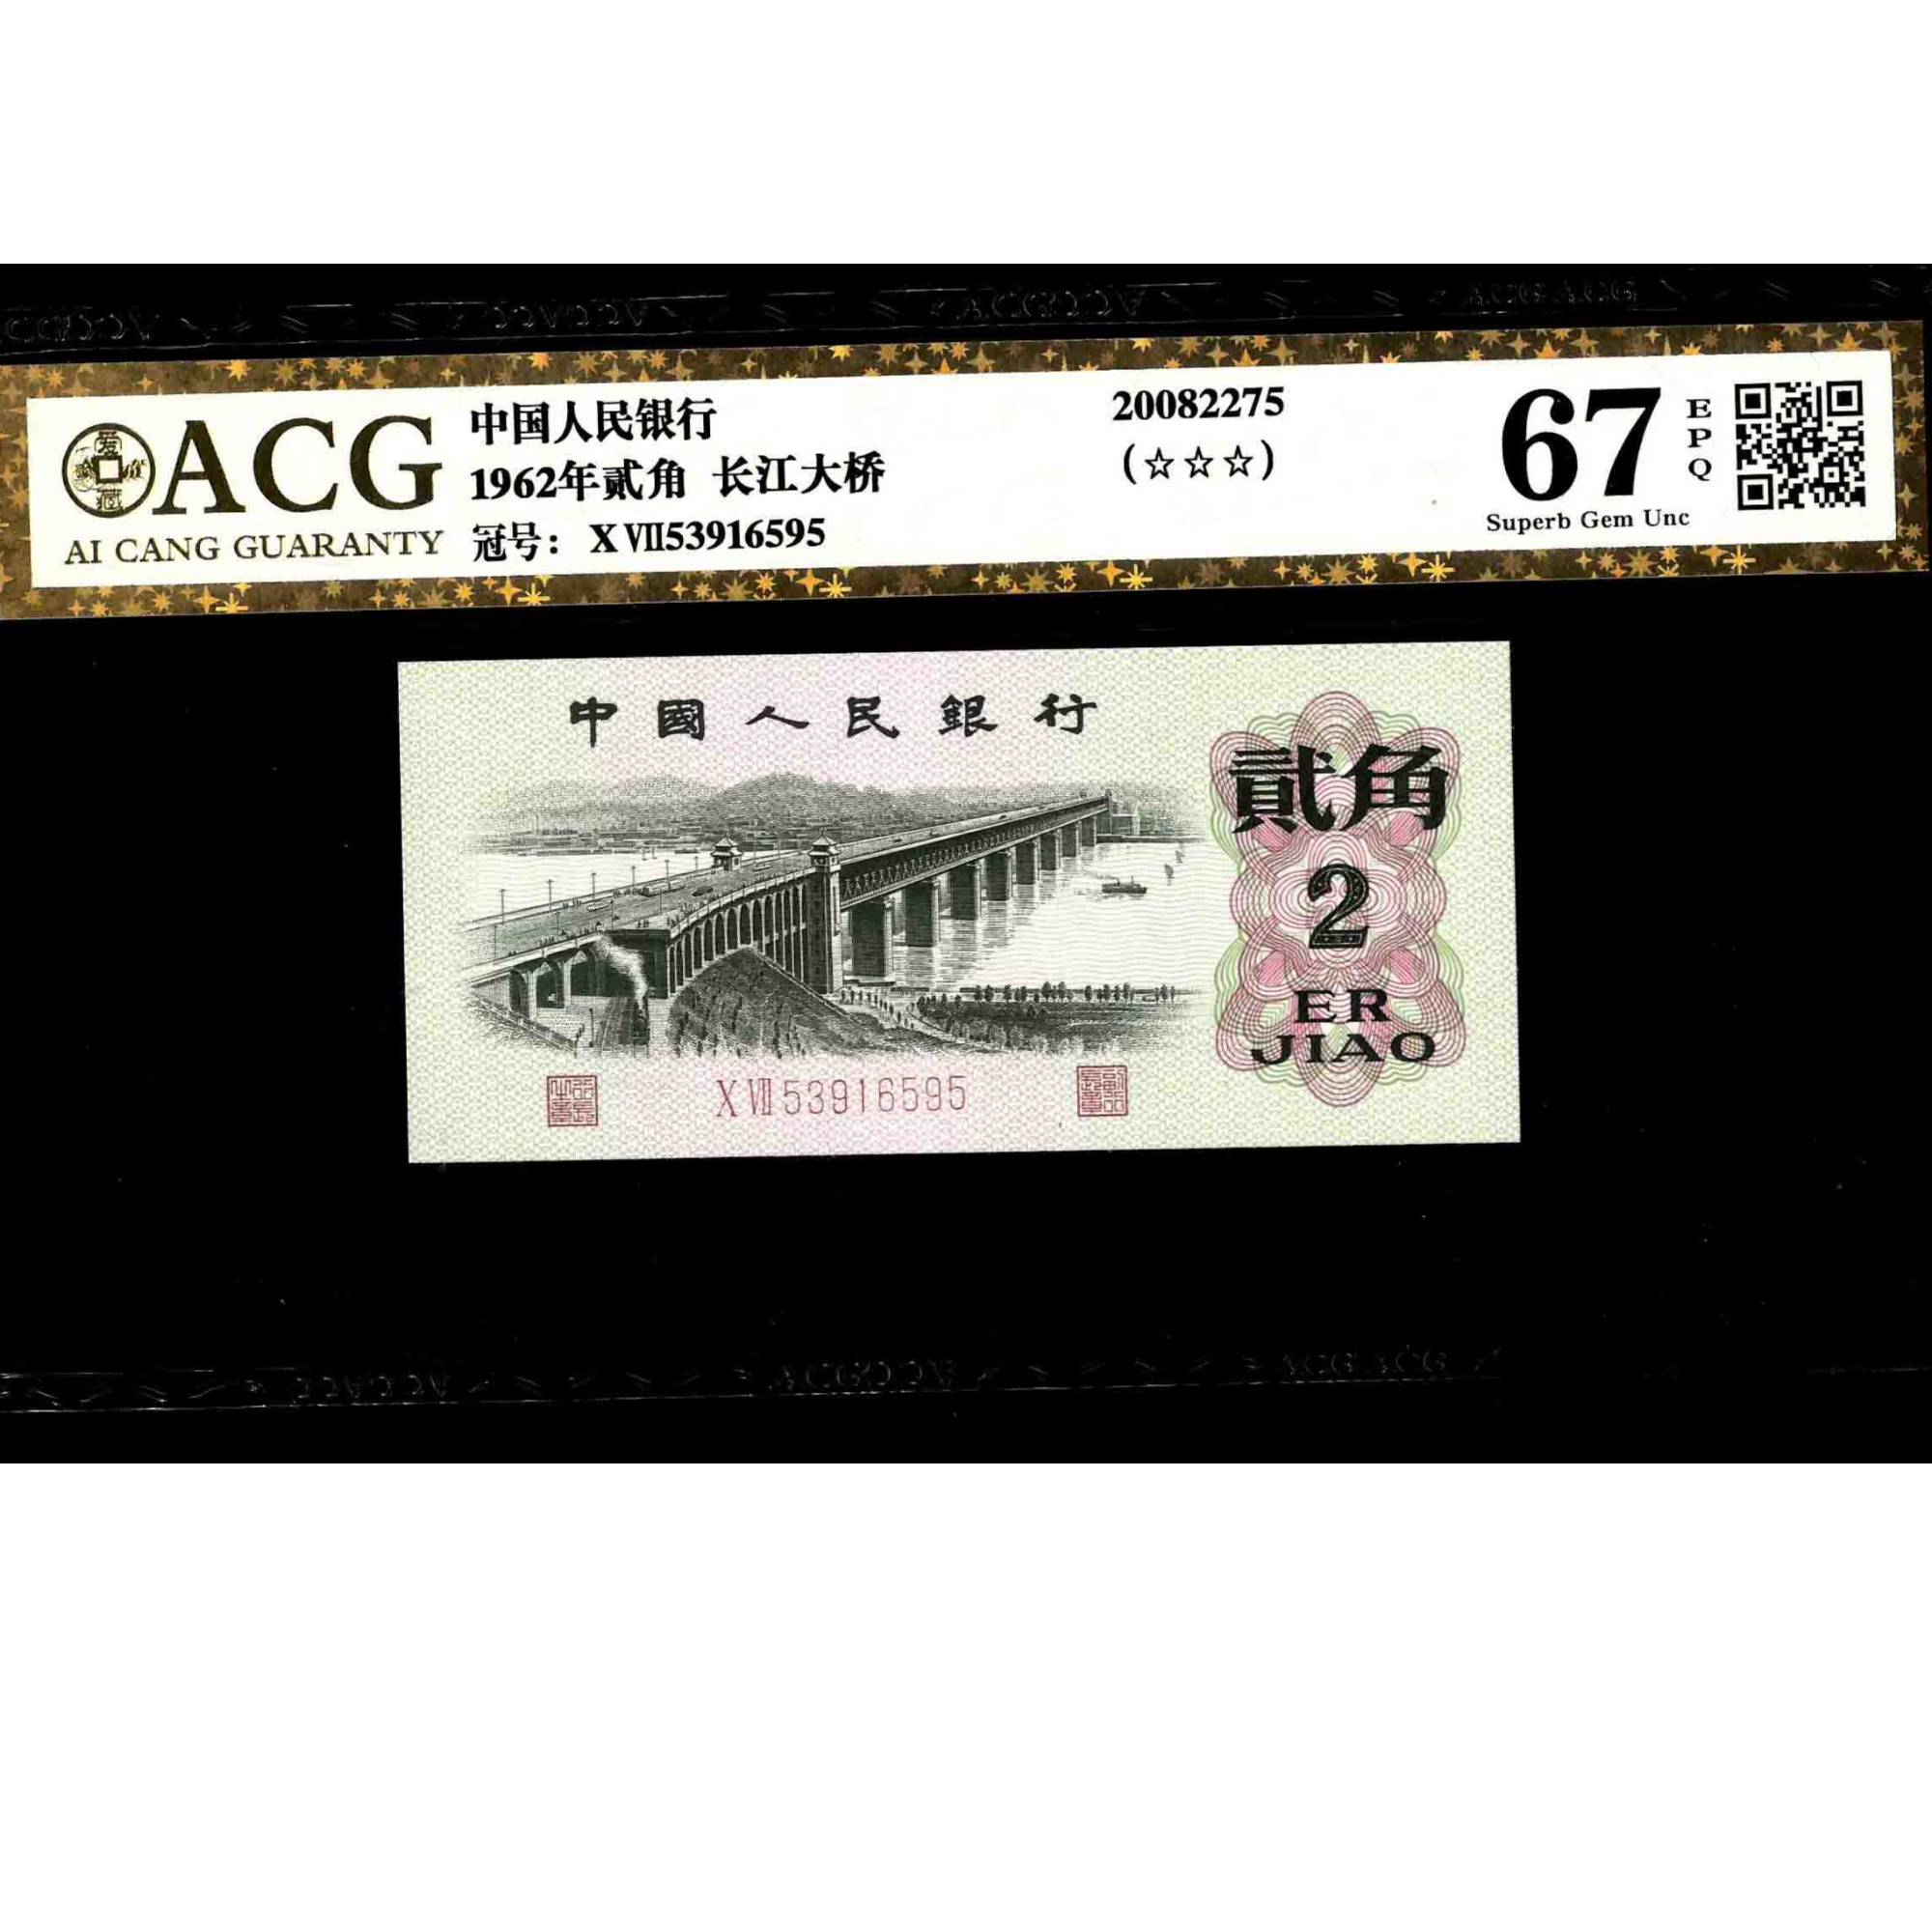 ACG
AI CANG GUARANTY
中国人民银行
1962年贰角 长江大桥
冠号： X VII53916595
20082275
(☆☆☆)
67
EPQ
Superb Gem Unc
中國人民銀行
貳角
2
ER
JIAO
X VII 53916595